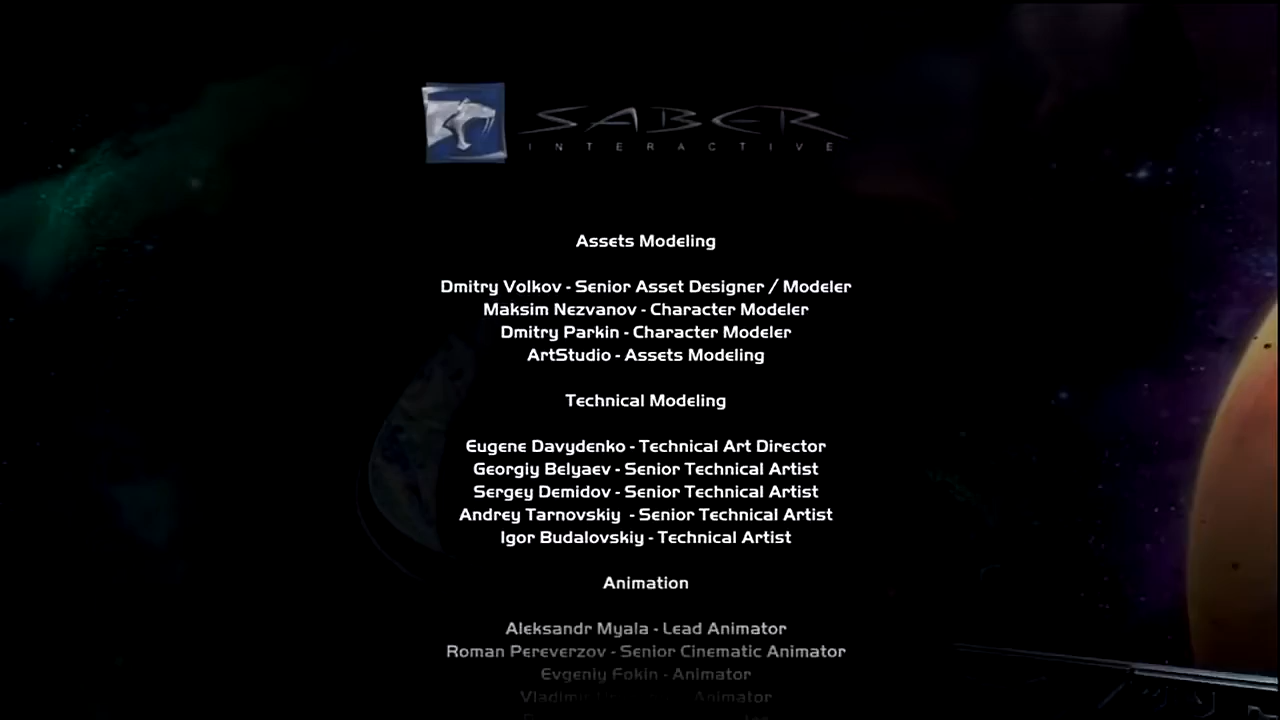 SABER
INTERACTIVE
Assets Modeling
Dmitry Volkov - Senior Asset Designer / Modeler
Maksim Nezvanov - Character Modeler
Dmitry Parkin - Character Modeler
ArtStudio - Assets Modeling
Technical Modeling
Eugene Davydenko - Technical Art Director
Georgiy Belyaev - Senior Technical Artist
Sergey Demidov - Senior Technical Artist
Andrey Tarnovskiy - Senior Technical Artist
Igor Budalovskiy - Technical Artist
Animation
Aleksandr Myala - Lead Animator
Roman Pereverzov - Senior Cinematic Animator
Evgeniy Fokin - Animator
Vladimir Animator